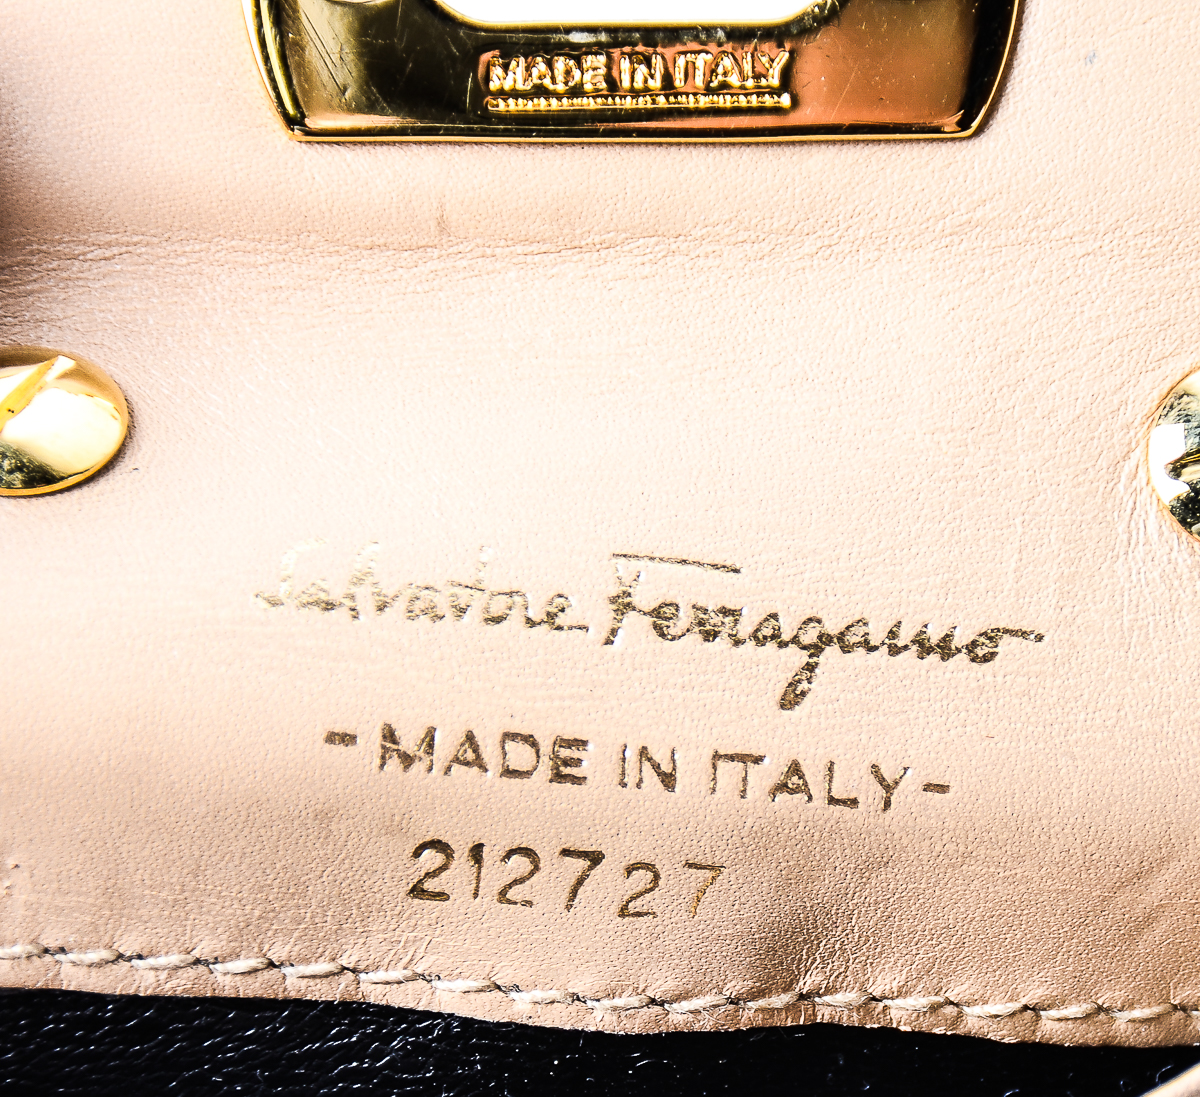 MADE IN ITALY
Salvatore Ferragamo
-MADE IN ITALY-
212727